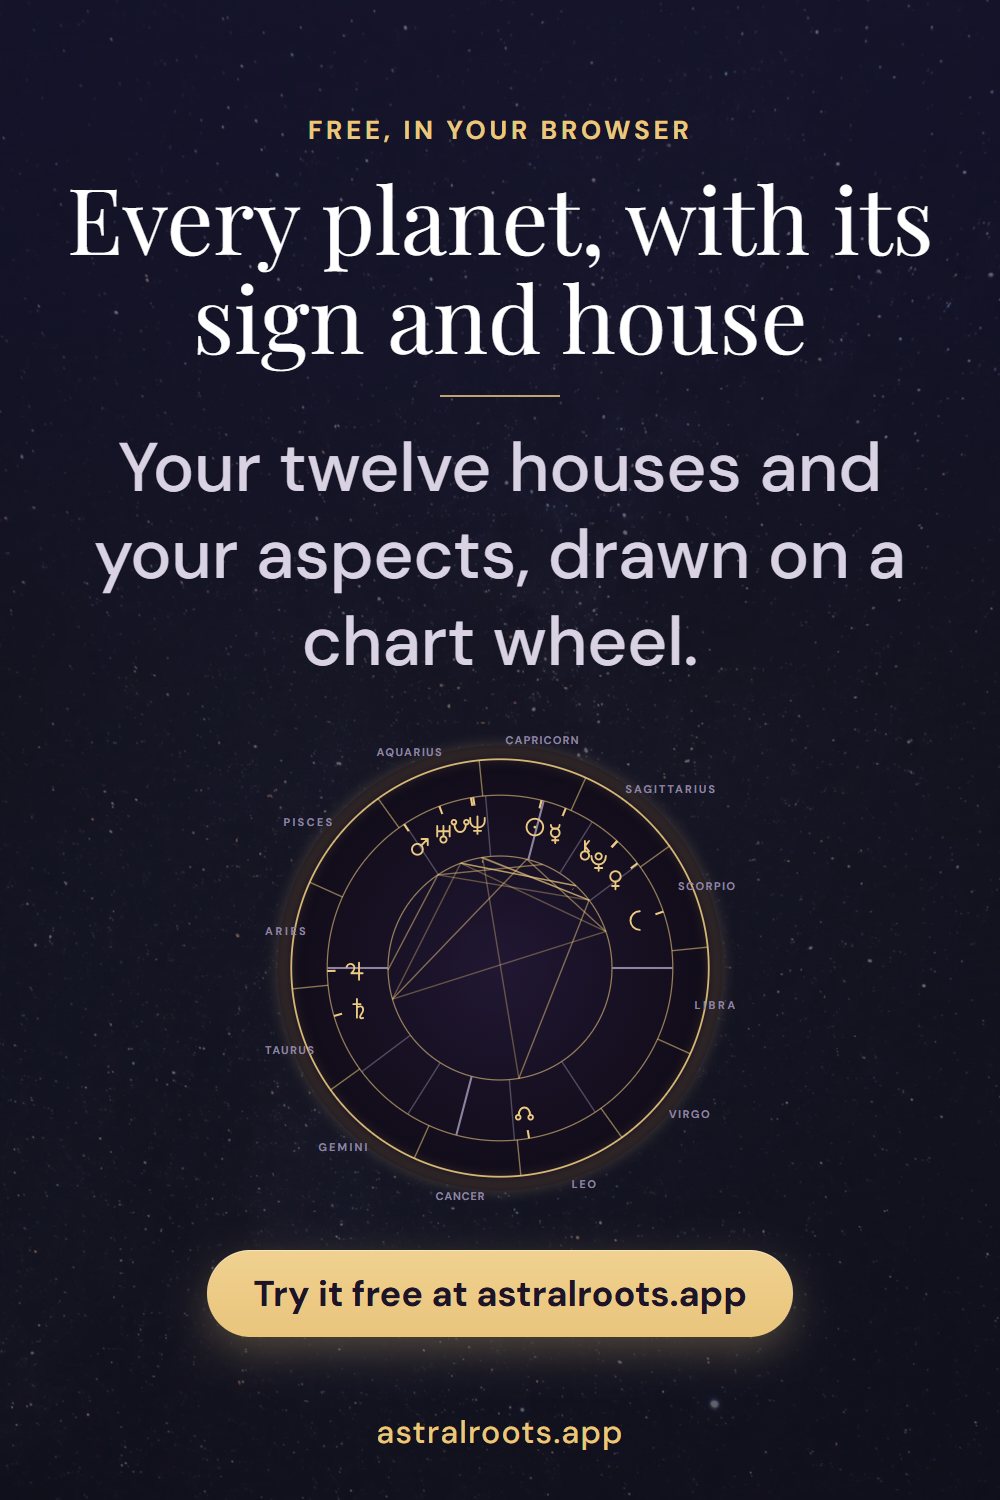 FREE, IN YOUR BROWSER
Every planet, with its
sign and house
Your twelve houses and
your aspects, drawn on a
chart wheel.
CAPRICORN
AQUARIUS
SAGITTARIUS
PISCES
SCORPIO
ARIES
LIBRA
TAURUS
VIRGO
GEMINI
LEO
CANCER
Try it free at astralroots.app
astralroots.app